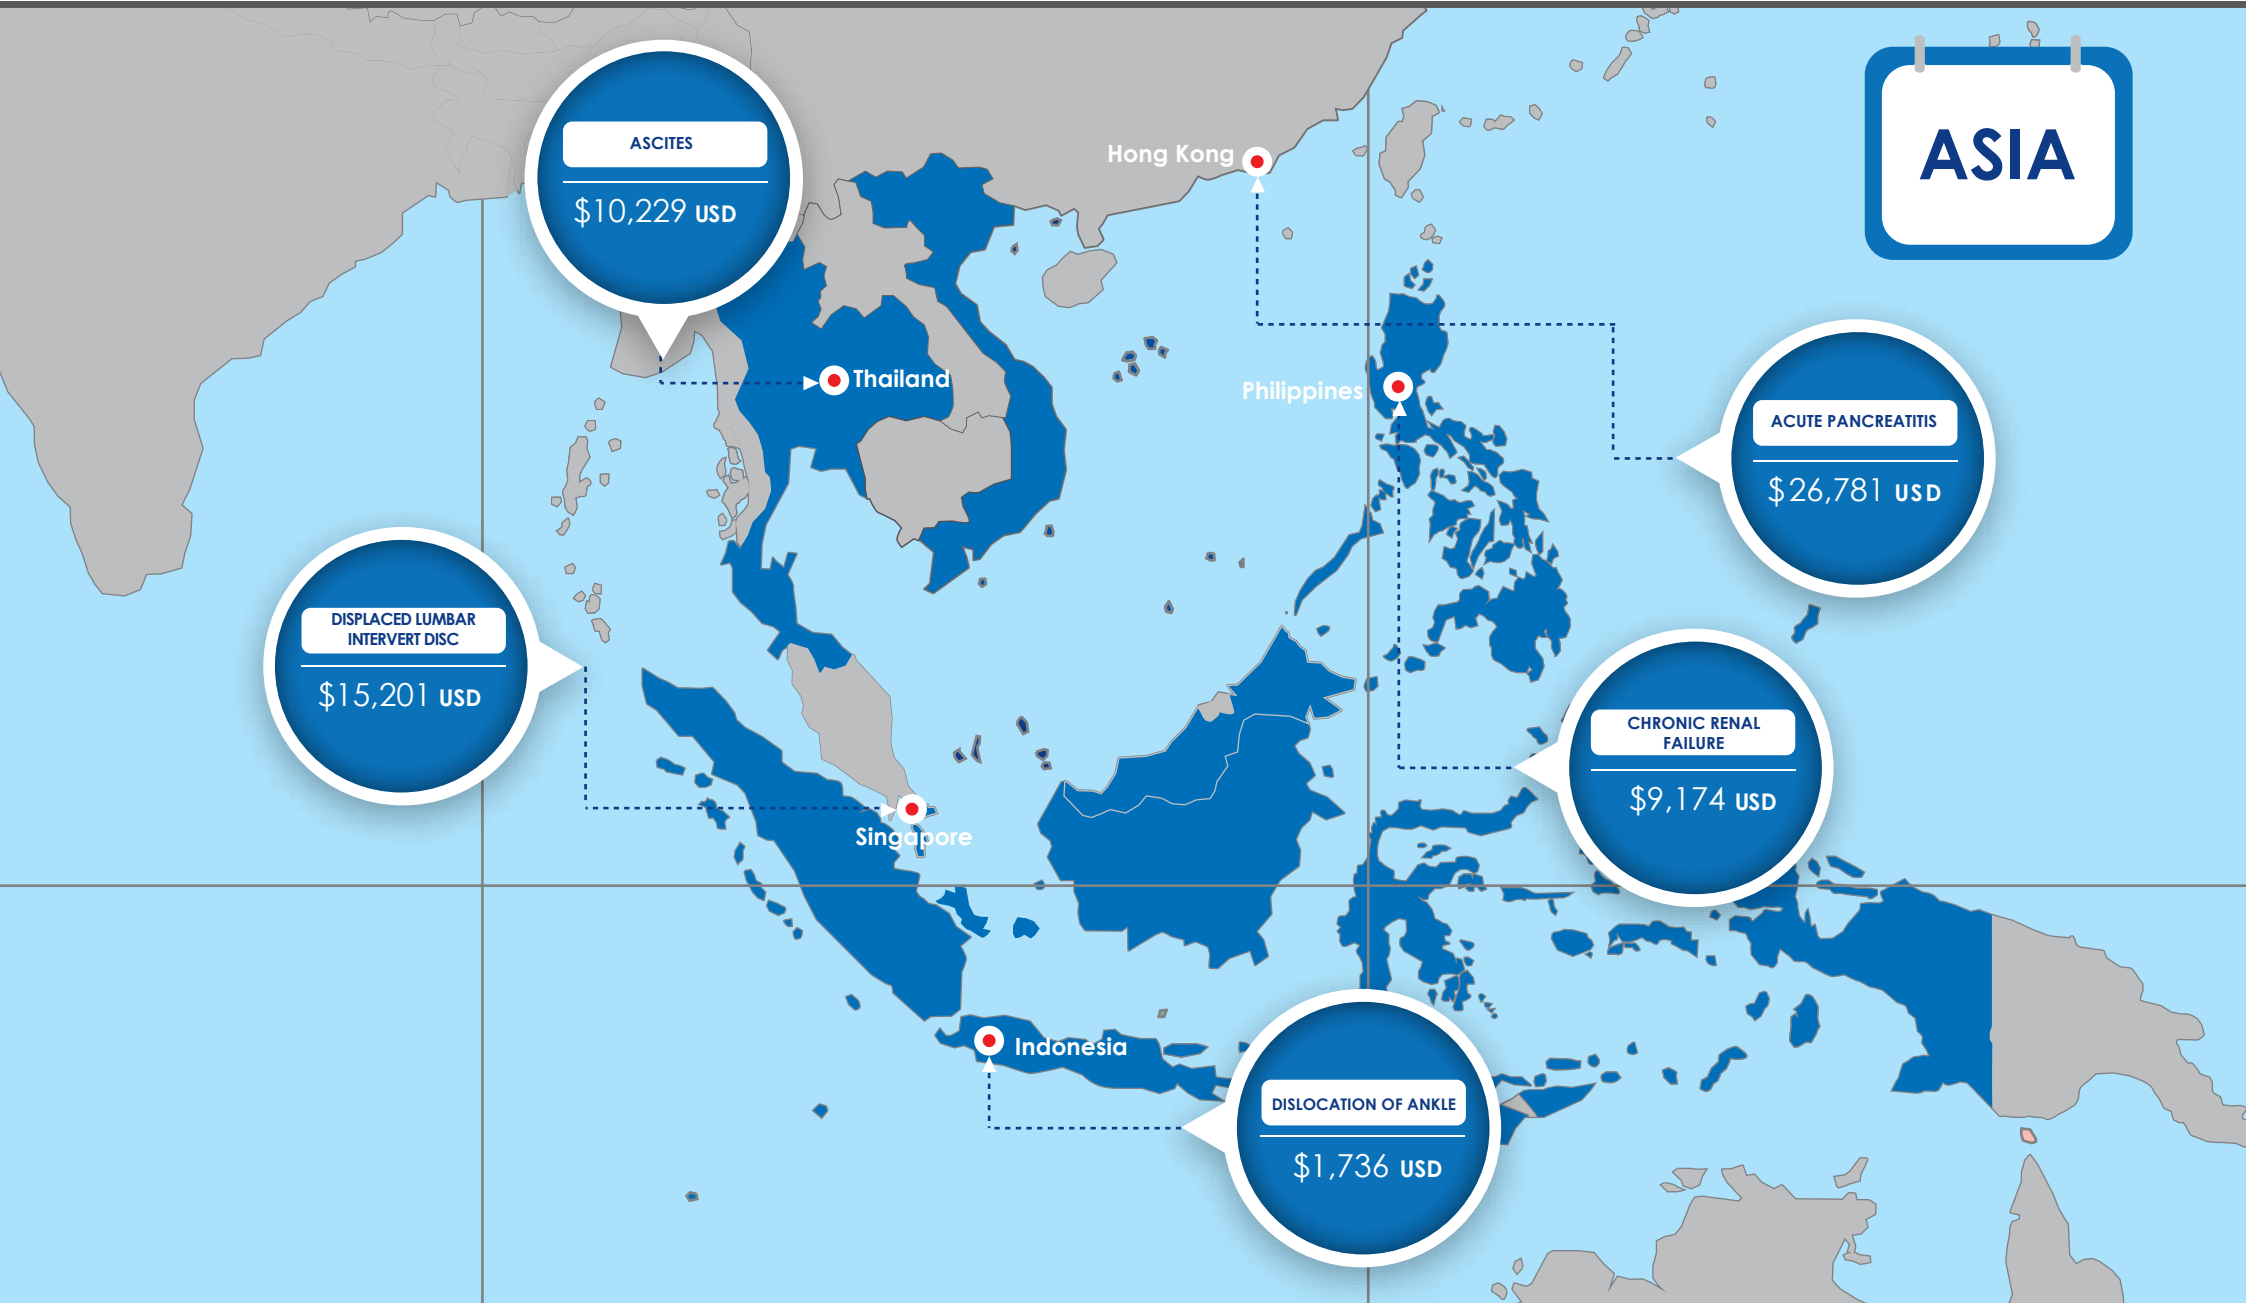 ASIA
ASCITES
$10,229 USD
Hong Kong
Thailand
Philippines
ACUTE PANCREATITIS
$26,781 USD
DISPLACED LUMBAR
INTERVERT DISC
$15,201 USD
CHRONIC RENAL
FAILURE
$9,174 USD
Singapore
Indonesia
DISLOCATION OF ANKLE
$1,736 USD